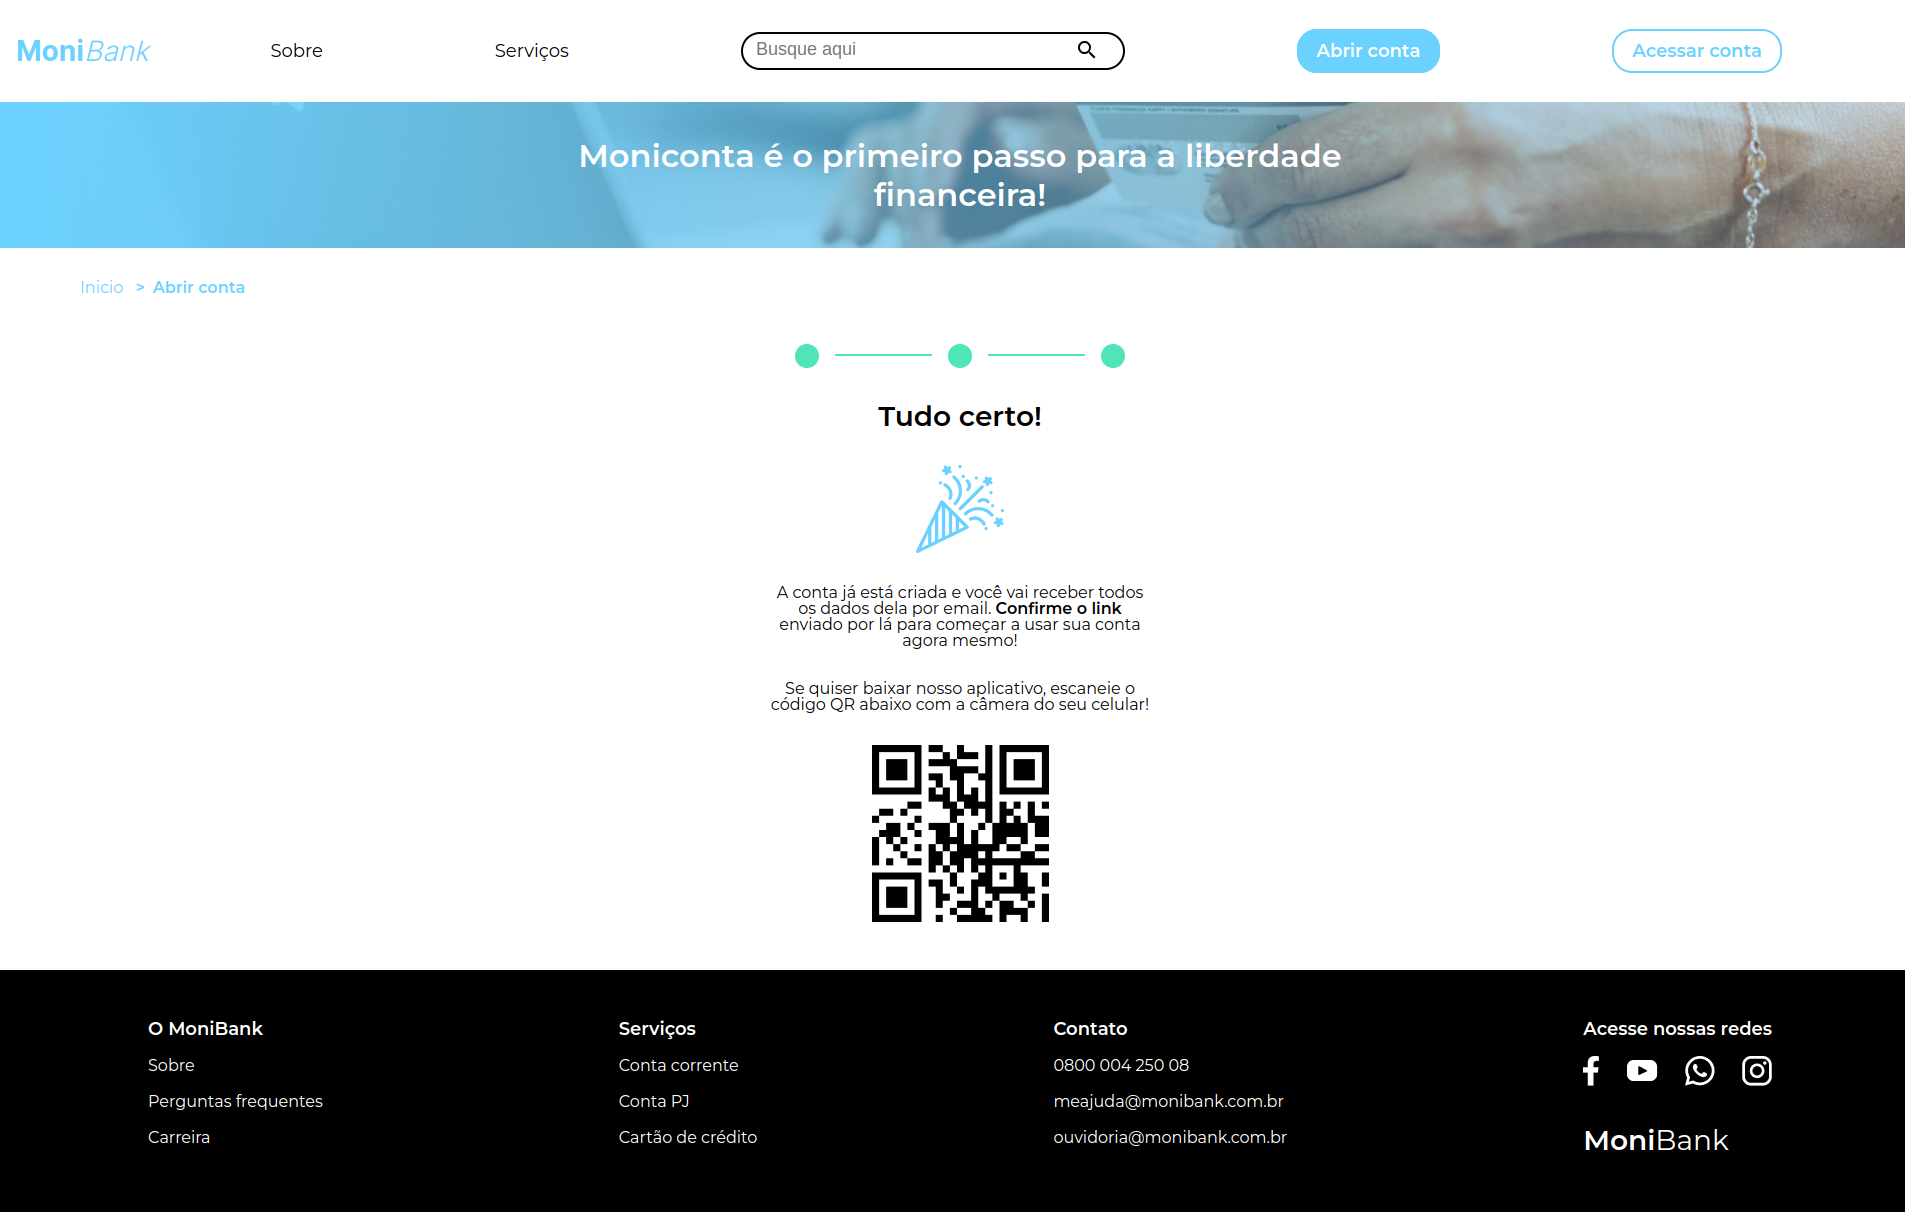 MoniBank
Sobre
Serviços
Busque aqui
Abrir conta
Acessar conta
Moniconta é o primeiro passo para a liberdade
financeira!
Inicio > Abrir conta
Tudo certo!
A conta já está criada e você vai receber todos
os dados dela por email. Confirme o link
enviado por lá para começar a usar sua conta
agora mesmo!
Se quiser baixar nosso aplicativo, escaneie o
código QR abaixo com a câmera do seu celular!
O MoniBank
Sobre
Perguntas frequentes
Carreira
Serviços
Conta corrente
Conta PJ
Cartão de crédito
Contato
0800 004 250 08
meajuda@monibank.com.br
ouvidoria@monibank.com.br
Acesse nossas redes
MoniBank